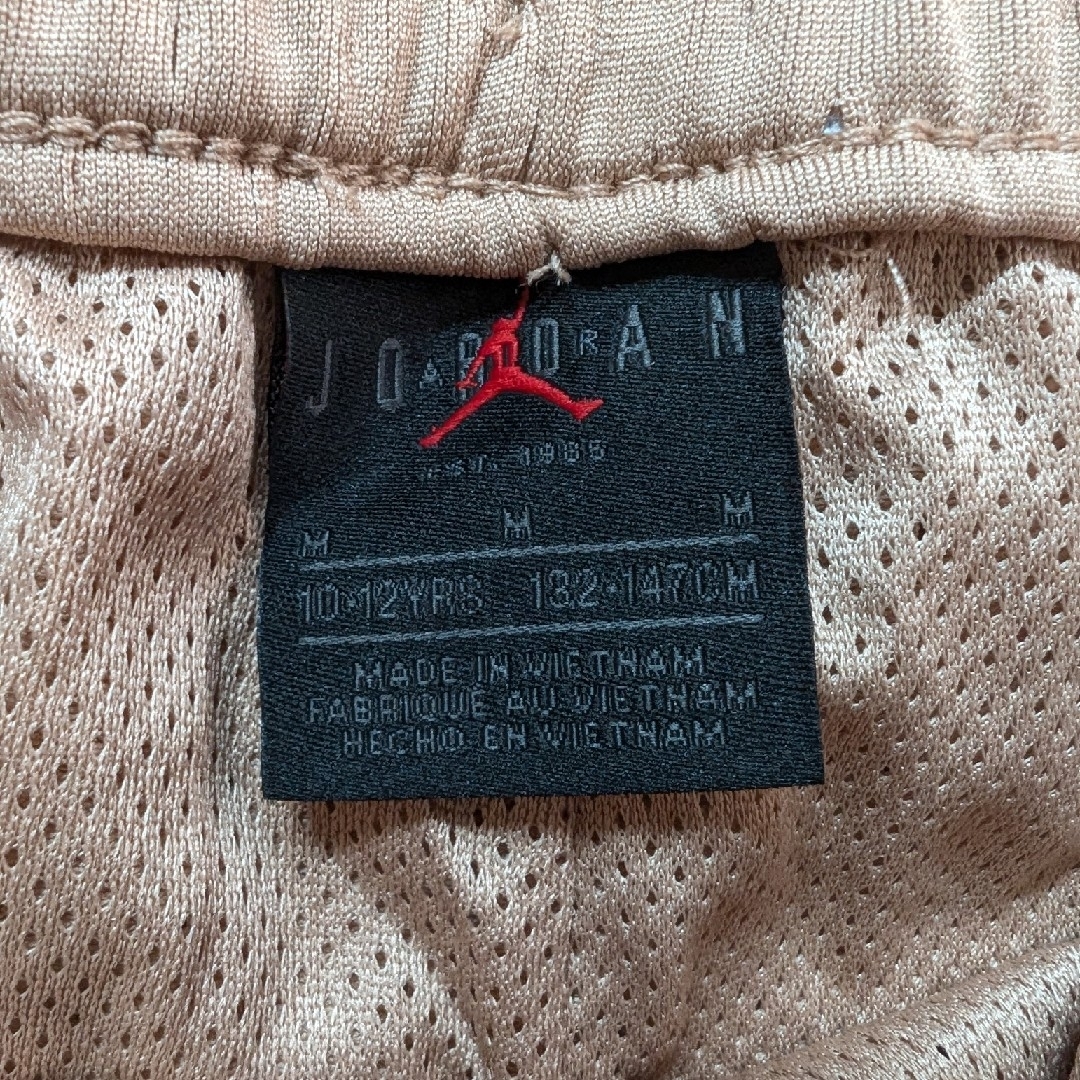 JORDAN
EST. 1985
M M M
10-12YRS 132-147CM
MADE IN VIETNAM
FABRIQUÉ AU VIETNAM
HECHO EN VIETNAM